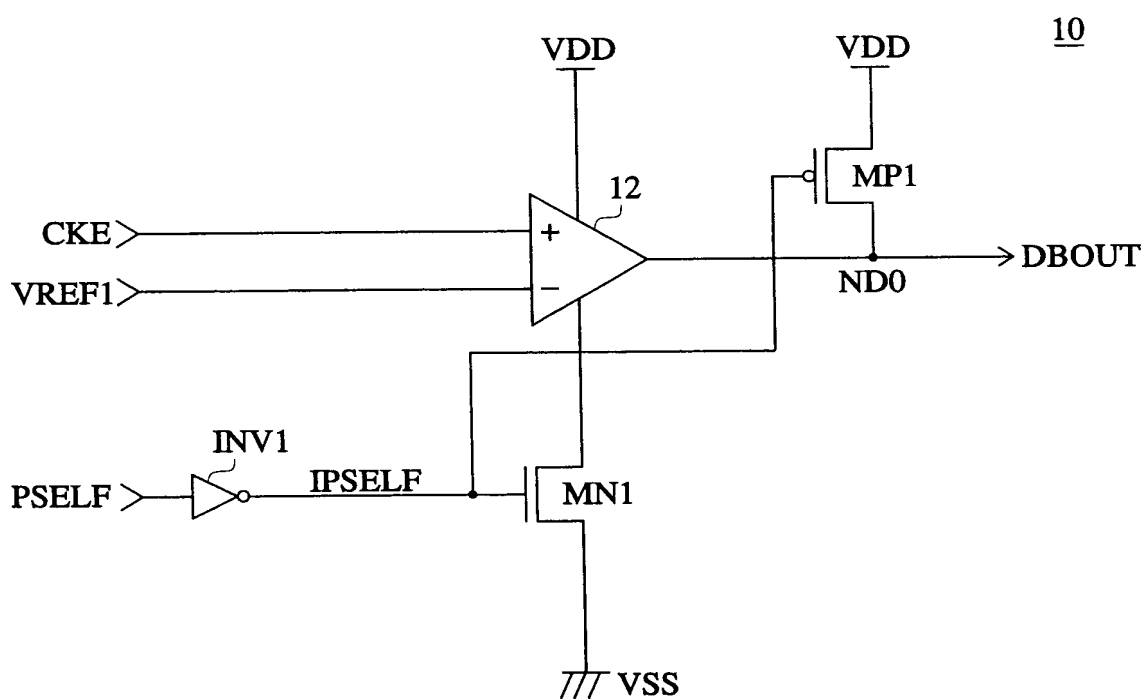 10
VDD
VDD
MP1
12
CKE
+
DBOUT
VREF1
−
ND0
INV1
PSELF
IPSELF
MN1
VSS